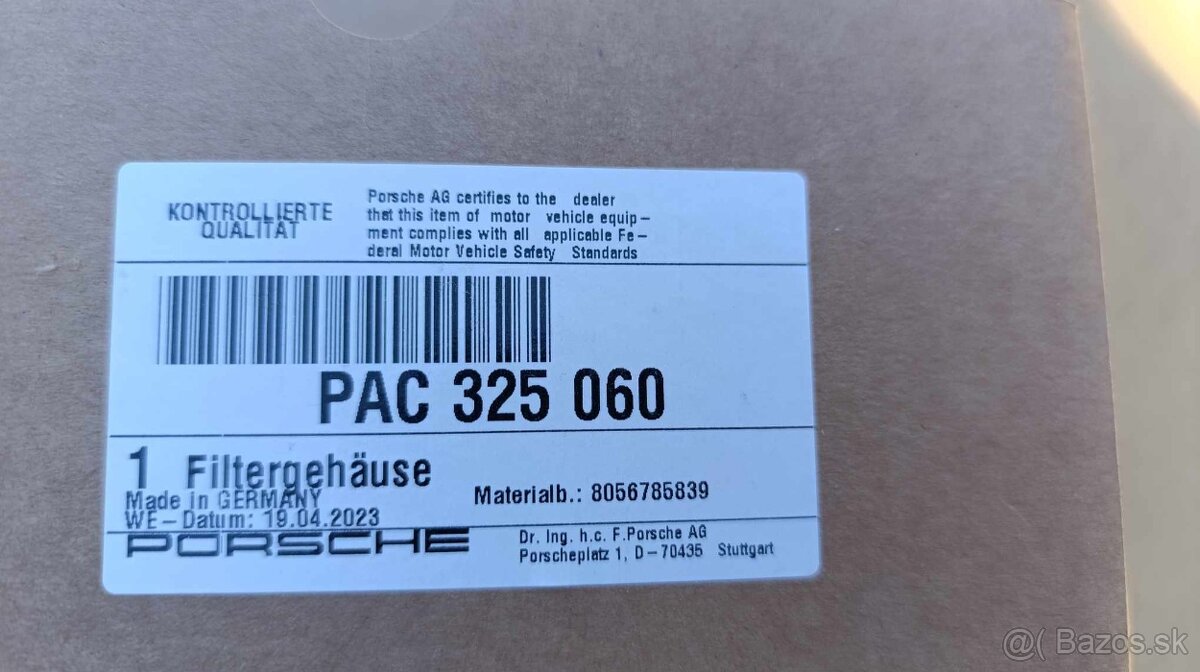 KONTROLLIERTE
QUALITÄT
Porsche AG certifies to the dealer
that this item of motor vehicle equip-
ment complies with all applicable Fe-
deral Motor Vehicle Safety Standards
PAC 325 060
1 Filtergehäuse
Made in GERMANY
WE-Datum: 19.04.2023
Materialb.: 8056785839
PORSCHE
Dr. Ing. h.c. F.Porsche AG
Porscheplatz 1, D-70435 Stuttgart
@( Bazos.sk